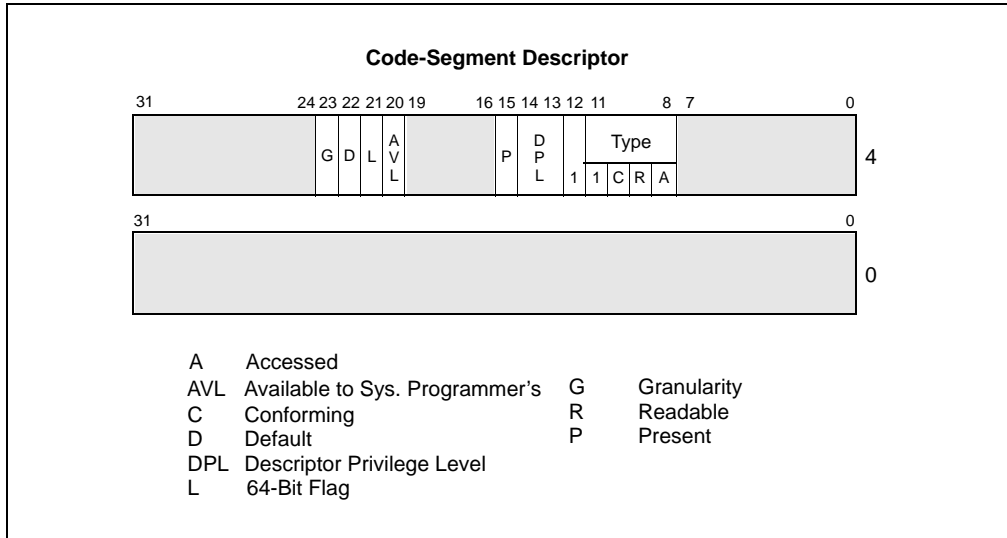 Code-Segment Descriptor
31 24 23 22 21 20 19 16 15 14 13 12 11 8 7 0
G D L AVL P DPL 1 Type 1 C R A 4
31 0
0
A Accessed
AVL Available to Sys. Programmer's
C Conforming
D Default
DPL Descriptor Privilege Level
L 64-Bit Flag
G Granularity
R Readable
P Present